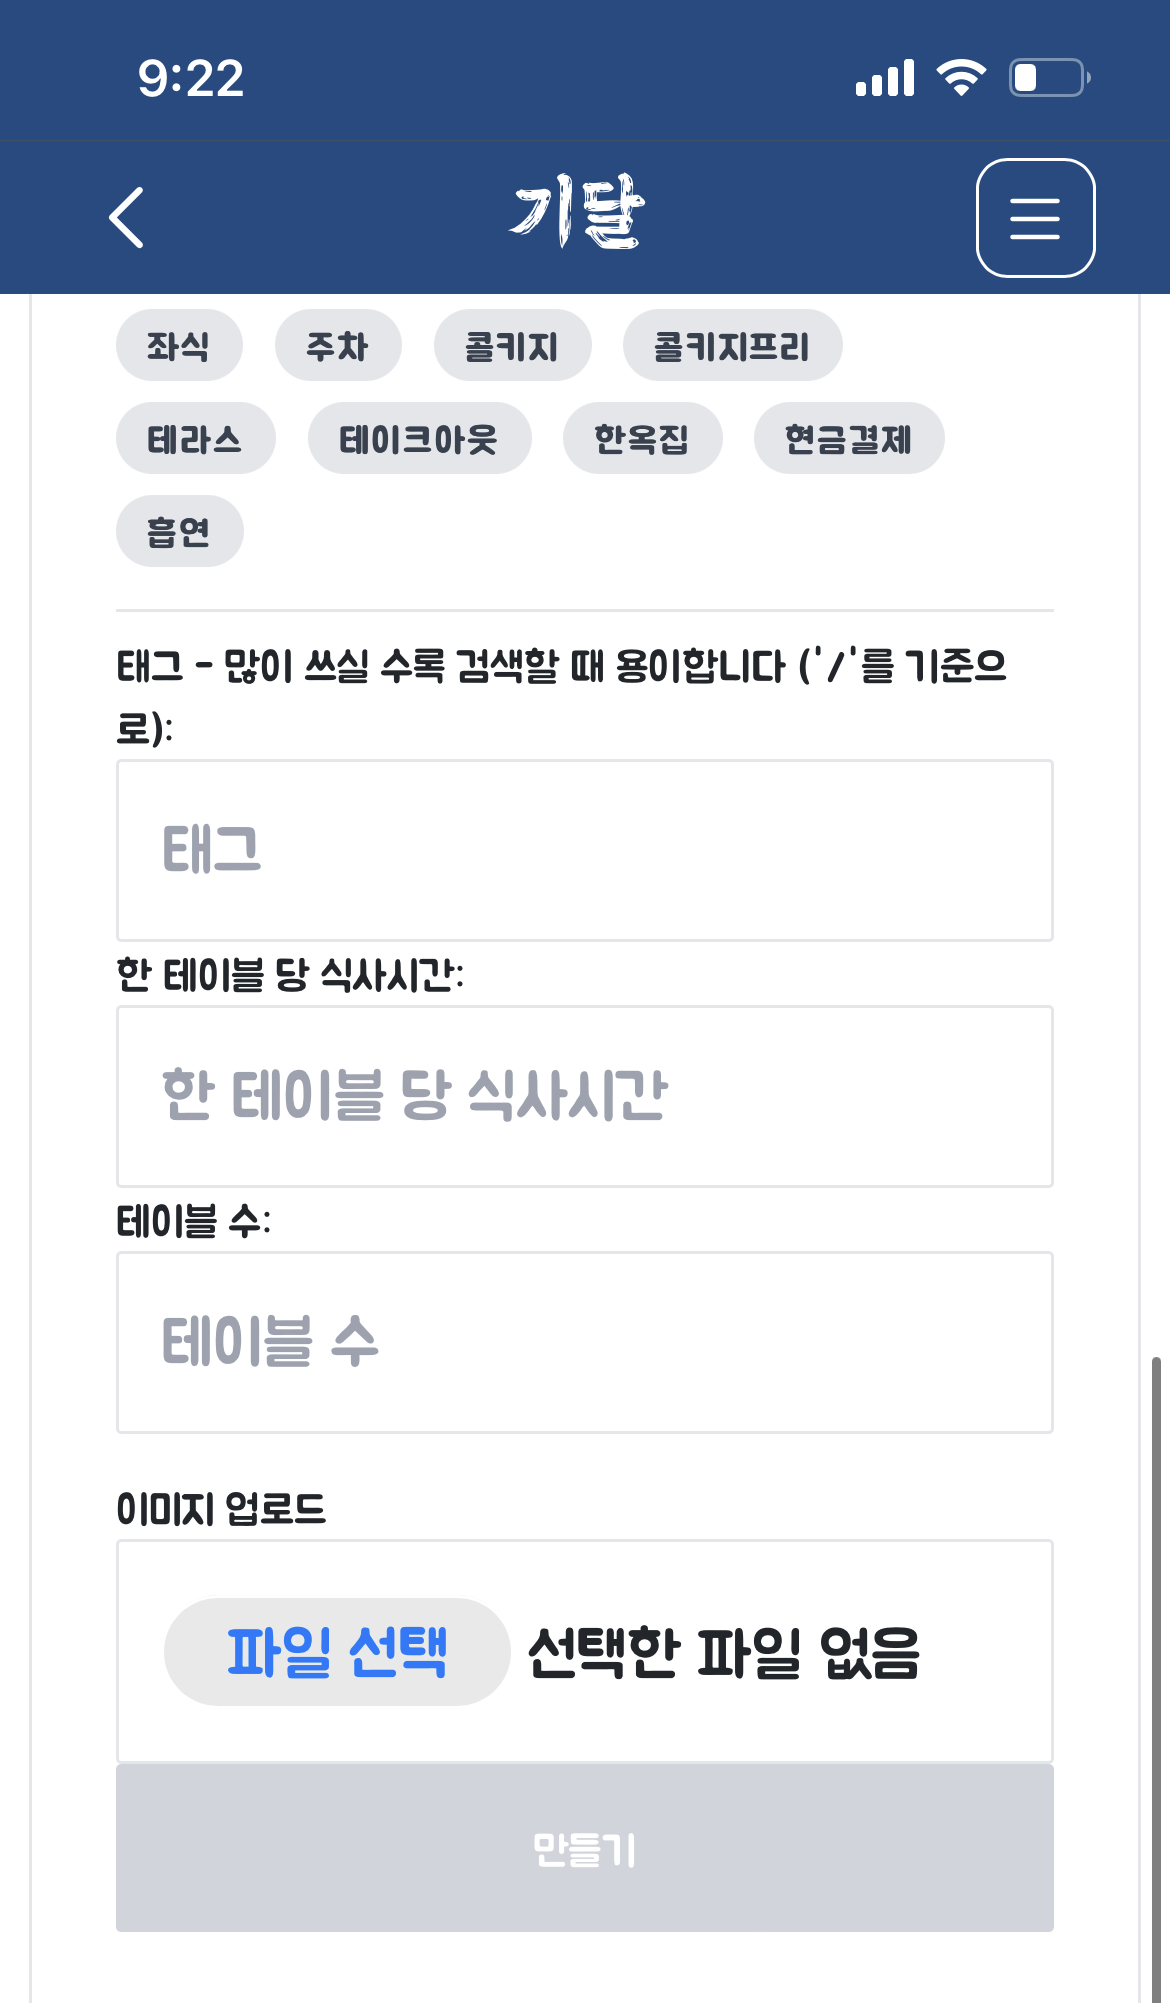 9:22
기달
좌식 주차 콜키지 콜키지프리
테라스 테이크아웃 한옥집 현금결제
흡연
태그 - 많이 쓰실 수록 검색할 때 용이합니다 ('/'를 기준으
로):
태그
한 테이블 당 식사시간:
한 테이블 당 식사시간
테이블 수:
테이블 수
이미지 업로드
파일 선택 선택한 파일 없음
만들기